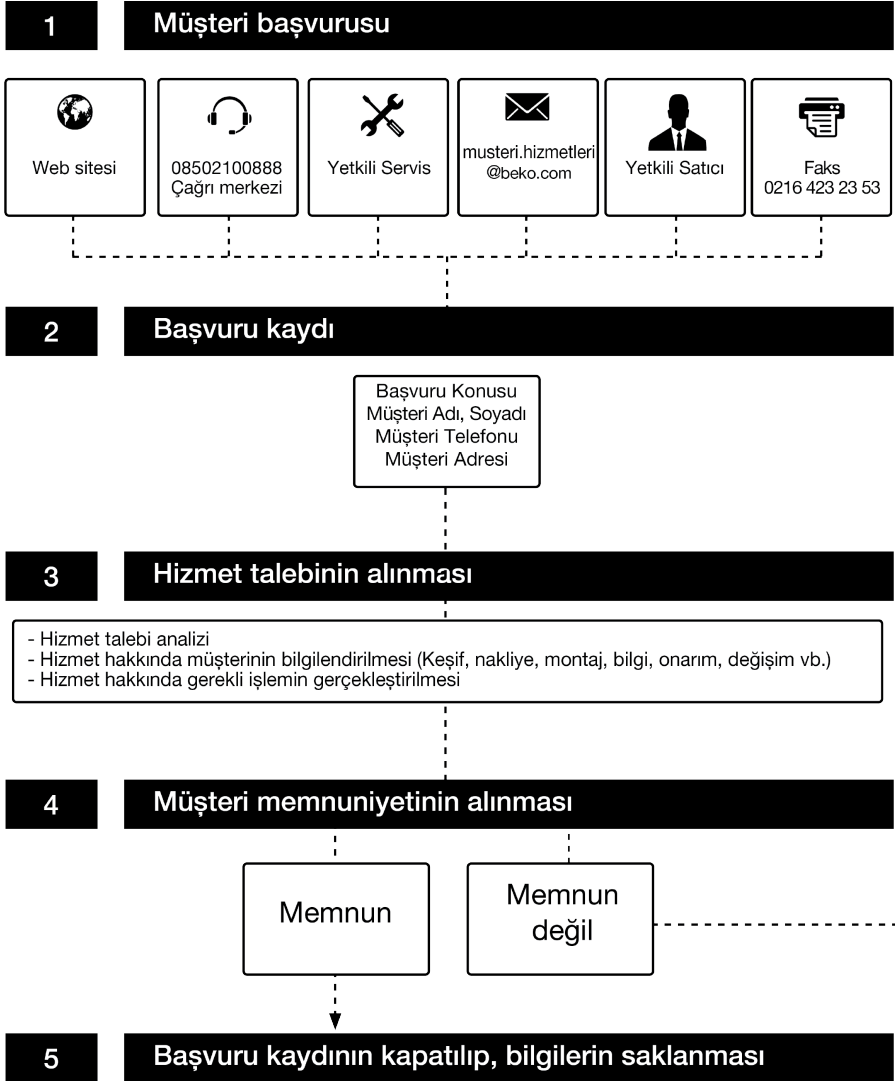 1 Müşteri başvurusu
Web sitesi
08502100888
Çağrı merkezi
Yetkili Servis
musteri.hizmetleri
@beko.com
Yetkili Satıcı
Faks
0216 423 23 53
2 Başvuru kaydı
Başvuru Konusu
Müşteri Adı, Soyadı
Müşteri Telefonu
Müşteri Adresi
3 Hizmet talebinin alınması
- Hizmet talebi analizi
- Hizmet hakkında müşterinin bilgilendirilmesi (Keşif, nakliye, montaj, bilgi, onarım, değişim vb.)
- Hizmet hakkında gerekli işlemin gerçekleştirilmesi
4 Müşteri memnuniyetinin alınması
Memnun
Memnun
değil
5 Başvuru kaydının kapatılıp, bilgilerin saklanması